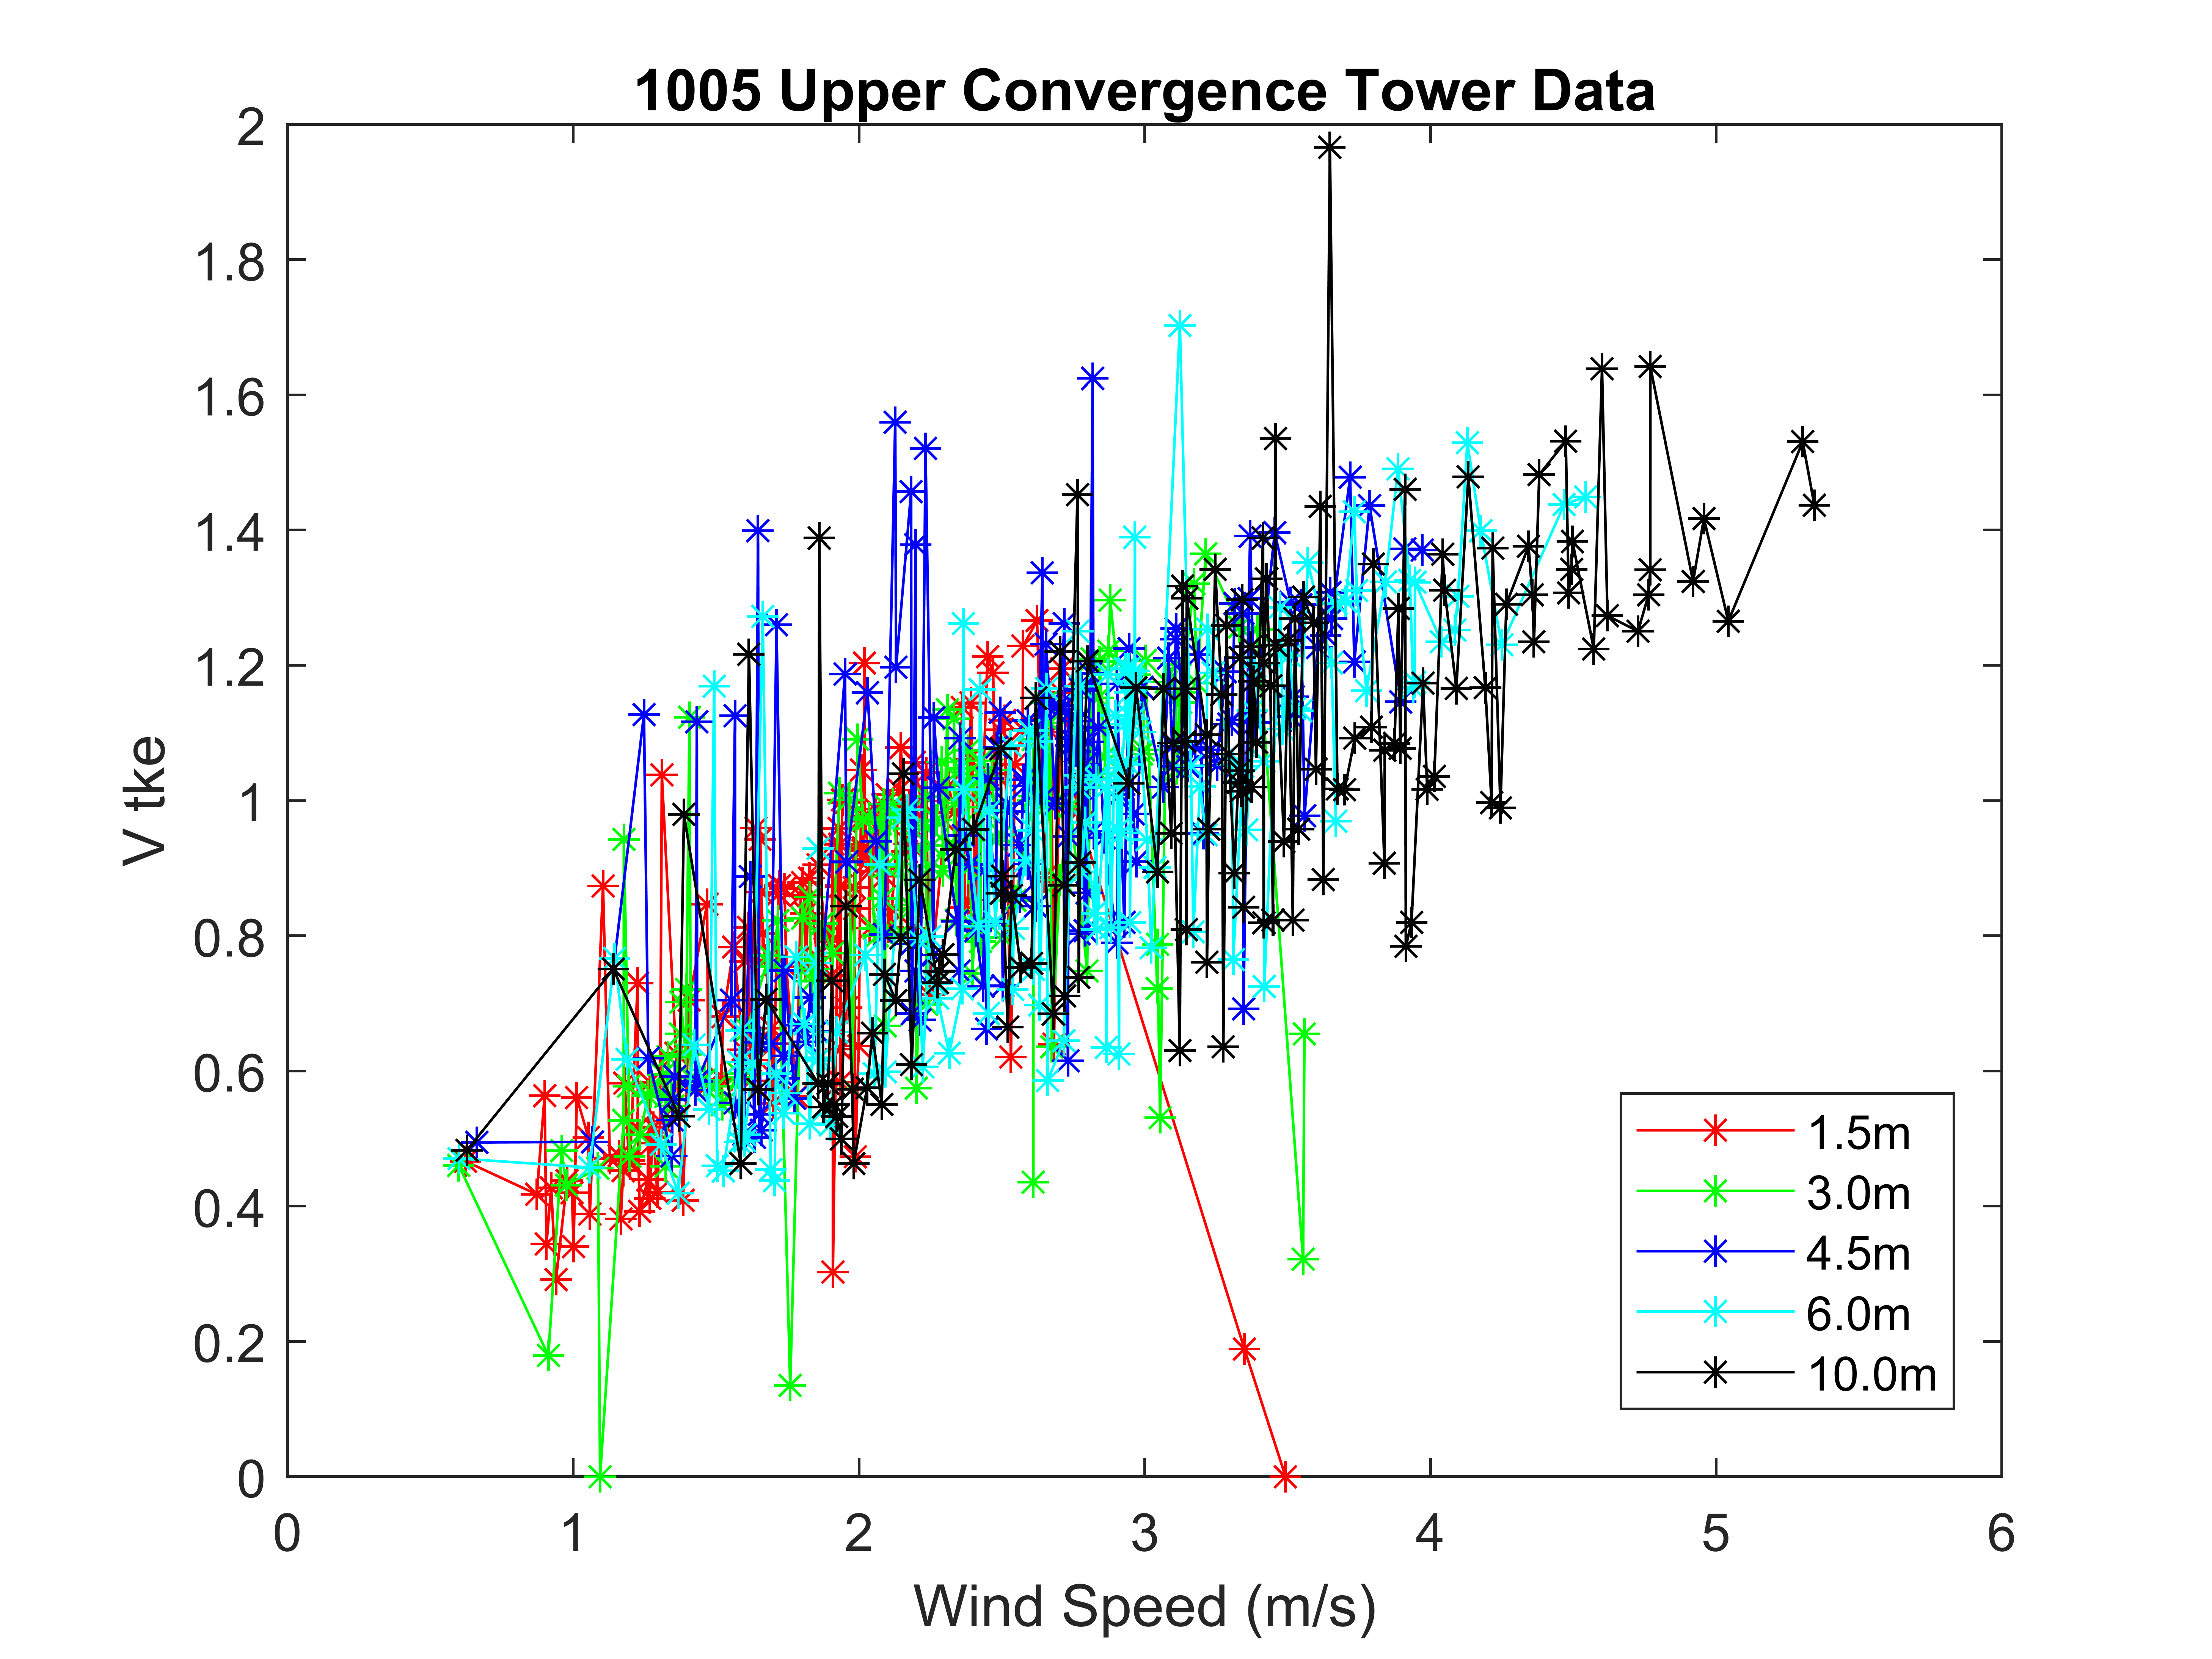 1005 Upper Convergence Tower Data
2
1.8
1.6
1.4
1.2
1
0.8
0.6
0.4
0.2
0
V tke
0 1 2 3 4 5 6
Wind Speed (m/s)
1.5m
3.0m
4.5m
6.0m
10.0m